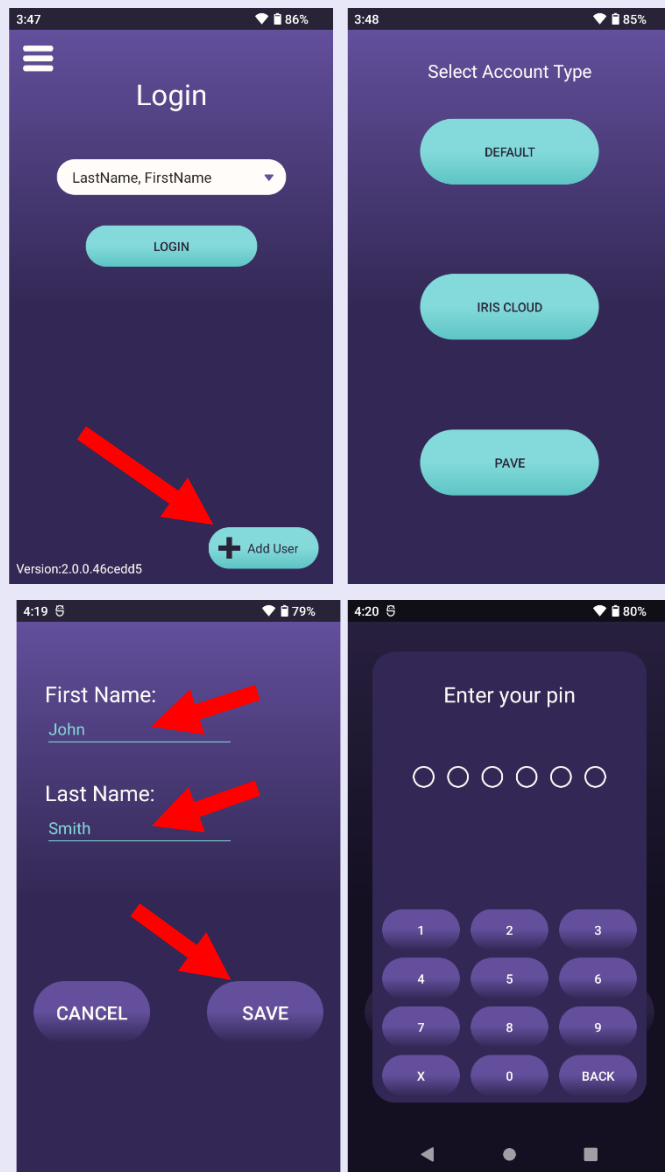 3:47 86%
Login
LastName, FirstName
LOGIN
Add User
Version:2.0.0.46cedd5
3:48 85%
Select Account Type
DEFAULT
IRIS CLOUD
PAVE
4:19 79%
First Name:
John
Last Name:
Smith
CANCEL SAVE
4:20 80%
Enter your pin
1 2 3
4 5 6
7 8 9
X 0 BACK